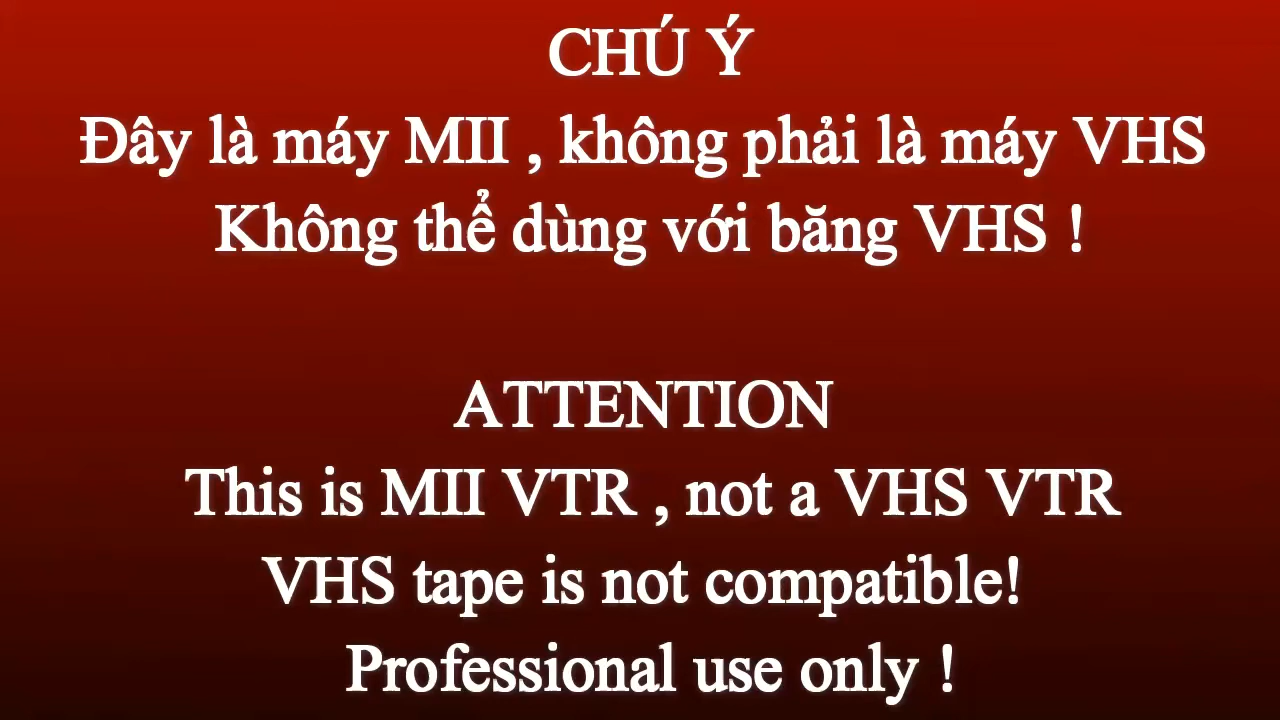 CHÚ Ý
Đây là máy MII , không phải là máy VHS
Không thể dùng với băng VHS !
ATTENTION
This is MII VTR , not a VHS VTR
VHS tape is not compatible!
Professional use only !